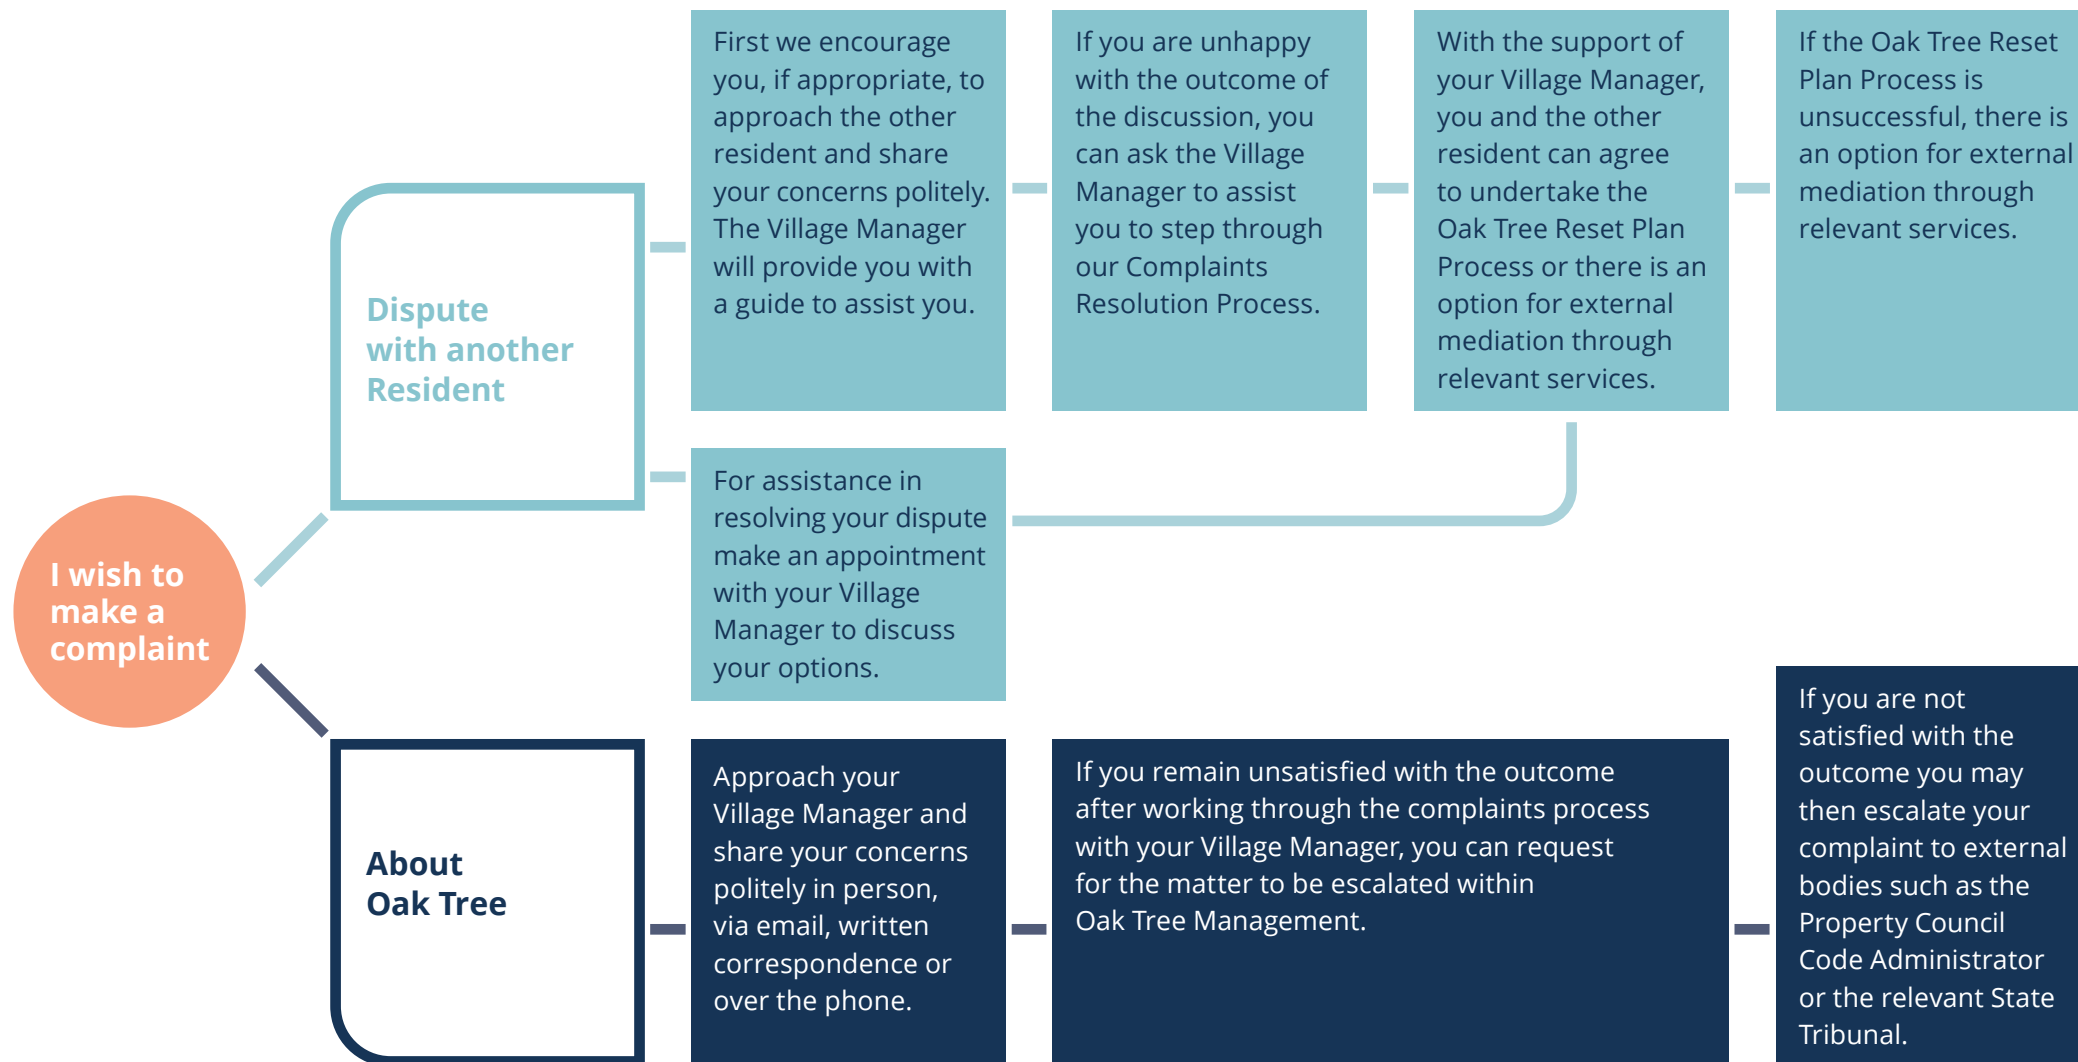 I wish to
make a
complaint
Dispute
with another
Resident
First we encourage
you, if appropriate, to
approach the other
resident and share
your concerns politely.
The Village Manager
will provide you with
a guide to assist you.
If you are unhappy
with the outcome of
the discussion, you
can ask the Village
Manager to assist
you to step through
our Complaints
Resolution Process.
With the support of
your Village Manager,
you and the other
resident can agree
to undertake the
Oak Tree Reset Plan
Process or there is an
option for external
mediation through
relevant services.
If the Oak Tree Reset
Plan Process is
unsuccessful, there is
an option for external
mediation through
relevant services.
For assistance in
resolving your dispute
make an appointment
with your Village
Manager to discuss
your options.
About
Oak Tree
Approach your
Village Manager and
share your concerns
politely in person,
via email, written
correspondence or
over the phone.
If you remain unsatisfied with the outcome
after working through the complaints process
with your Village Manager, you can request
for the matter to be escalated within
Oak Tree Management.
If you are not
satisfied with the
outcome you may
then escalate your
complaint to external
bodies such as the
Property Council
Code Administrator
or the relevant State
Tribunal.